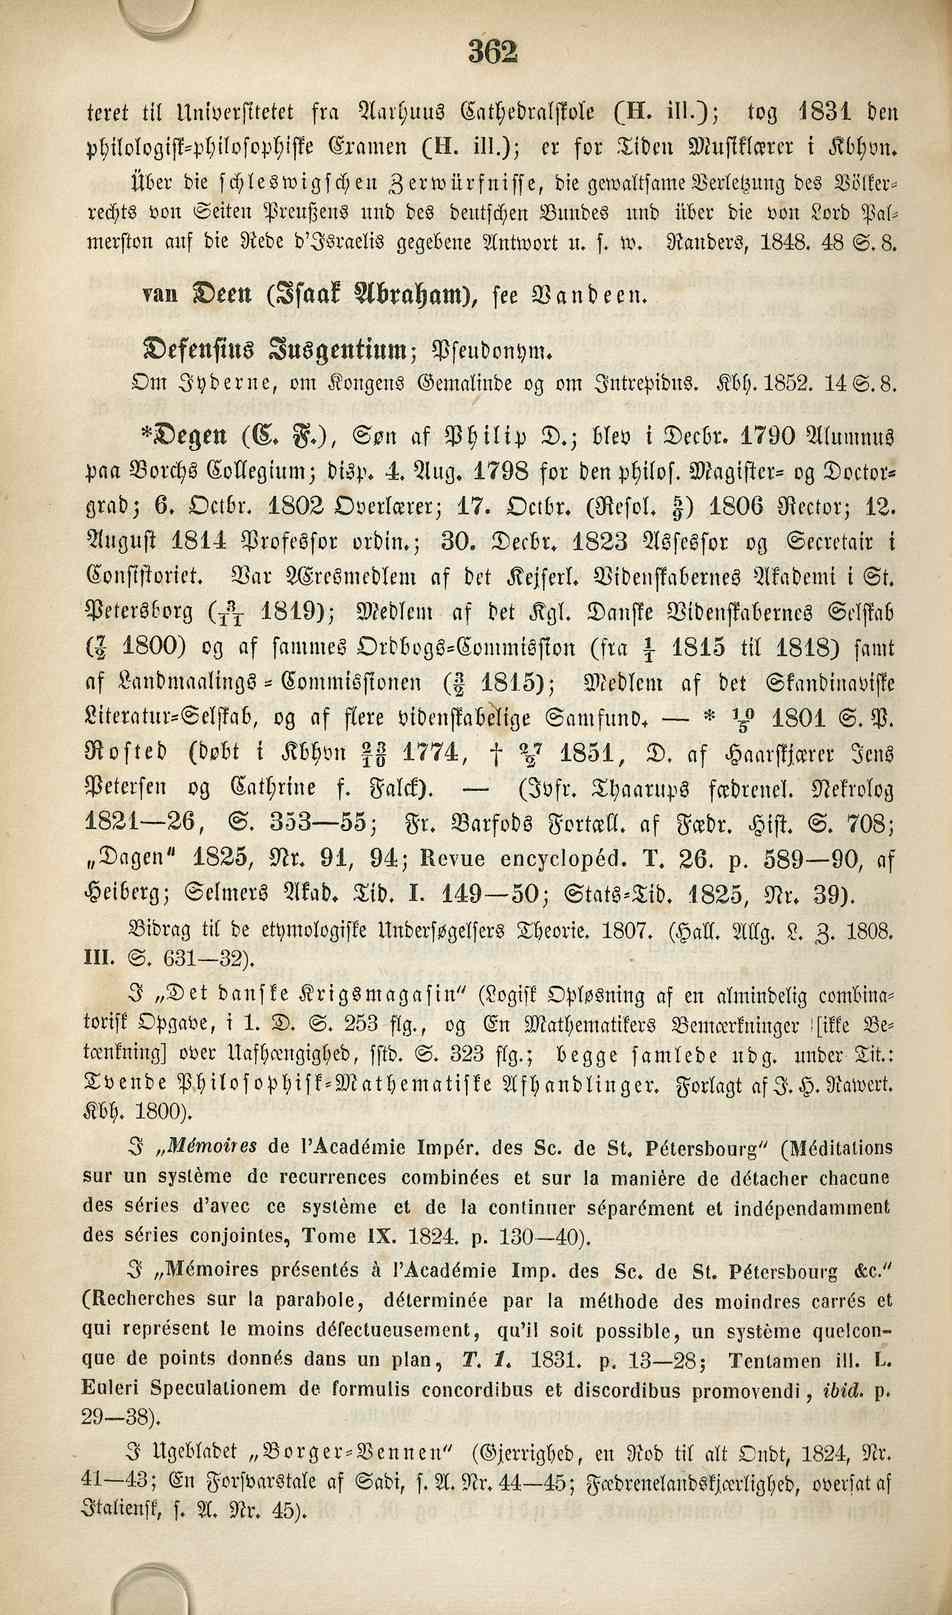 362
teret til Universitetet fra Aarhuus Cathedralskole (H. ill.); tog 1831 den
philologisk-philosophiske Examen (H. ill.); er for Tiden Musiklærer i Kbhvn.
Über die schleswigschen Zerwürfnisse, die gewaltsame Verletzung des Völker-
rechts von Seiten Preußens und des deutschen Bundes und über die von Lord Pal-
merston auf die Rede d'Israelis gegebene Antwort u. s. w. Randers, 1848. 48 S. 8.
van Deen (Isaak Abraham), see Vandeen.
Defensius Jusgentium; Pseudonym.
Om Jyderne, om Kongens Gemalinde og om Intrepidus. Kbh. 1852. 14 S. 8.
*Degen (C. F.), Søn af Philip D.; blev i Decbr. 1790 Alumnus
paa Borchs Collegium; disp. 4. Aug. 1798 for den philos. Magister- og Doctor-
grad; 6. Octbr. 1802 Overlærer; 17. Octbr. (Resol. 5/9) 1806 Rector; 12.
August 1814 Professor ordin.; 30. Decbr. 1823 Assessor og Secretair i
Consistoriet. Var Æresmedlem af det Kejserl. Videnskabernes Akademi i St.
Petersborg (3/11 1819); Medlem af det Kgl. Danske Videnskabernes Selskab
(7/2 1800) og af sammes Ordbogs-Commission (fra 1/1 1815 til 1818) samt
af Landmaalings-Commissionen (3/2 1815); Medlem af det Skandinaviske
Literatur-Selskab, og af flere videnskabelige Samfund. — * 10/5 1801 S. P.
Rosted (døbt i Kbhvn 23/10 1774, † 27/2 1851, D. af Haarskjærer Jens
Petersen og Cathrine f. Falck). — (Jvfr. Thaarups fædrenel. Nekrolog
1821—26, S. 353—55; Fr. Barfods Fortæll. af Fædr. Hist. S. 708;
„Dagen" 1825, Nr. 91, 94; Revue encyclopéd. T. 26. p. 589—90, af
Heiberg; Selmers Akad. Tid. I. 149—50; Stats-Tid. 1825, Nr. 39).
Bidrag til de etymologiske Undersøgelsers Theorie. 1807. (Hall. Allg. L. Z. 1808.
III. S. 631—32).
I „Det danske Krigsmagasin" (Logisk Opløsning af en almindelig combina-
torisk Opgave, i 1. D. S. 253 flg., og En Mathematikers Bemærkninger [ikke Be-
tænkning] over Uafhængighed, sstd. S. 323 flg.; begge samlede udg. under Tit.:
Tvende Philosophisk-Mathematiske Afhandlinger. Forlagt af J. H. Rawert.
Kbh. 1800).
I „Mémoires de l'Académie Impér. des Sc. de St. Pétersbourg" (Méditations
sur un système de recurrences combinées et sur la manière de détacher chacune
des séries d'avec ce système et de la continuer séparément et indépendamment
des séries conjointes, Tome IX. 1824. p. 130—40).
I „Mémoires présentés à l'Académie Imp. des Sc. de St. Pétersbourg &c."
(Recherches sur la parabole, déterminée par la méthode des moindres carrés et
qui représent le moins défectueusement, qu'il soit possible, un système quelcon-
que de points donnés dans un plan, T. 1. 1831. p. 13—28; Tentamen ill. L.
Euleri Speculationem de formulis concordibus et discordibus promovendi, ibid. p.
29—38).
I Ugebladet „Borger-Vennen" (Gjerrighed, en Rod til alt Ondt, 1824, Nr.
41—43; En Forsvarstale af Sadi, s. A. Nr. 44—45; Fædrenelandskjærlighed, oversat af
Italiensk, s. A. Nr. 45).